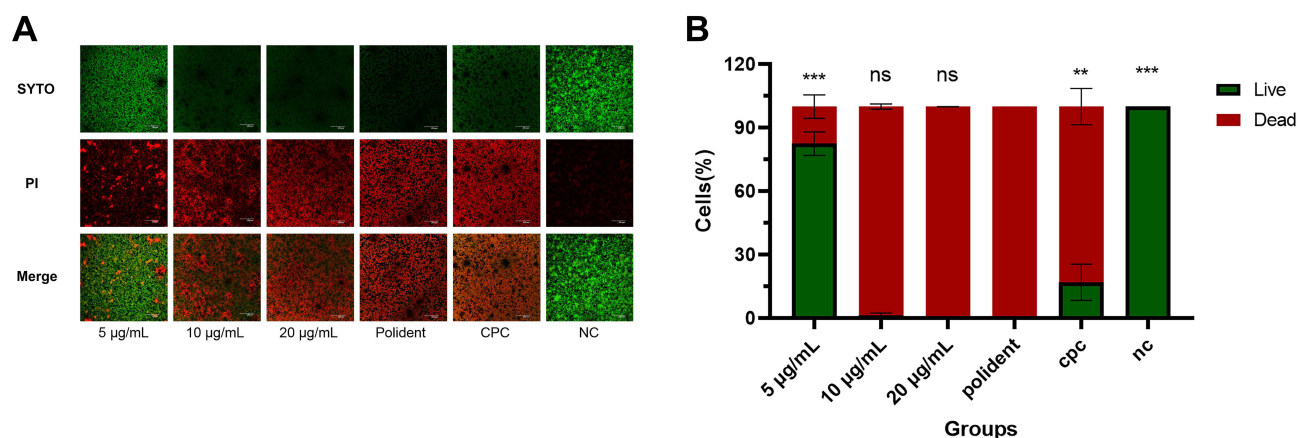 A
SYTO
PI
Merge
5 µg/mL
10 µg/mL
20 µg/mL
Polident
CPC
NC
B
Cells(%)
120
90
60
30
0
***
ns
ns
**
***
Live
Dead
5 µg/mL
10 µg/mL
20 µg/mL
polident
cpc
nc
Groups